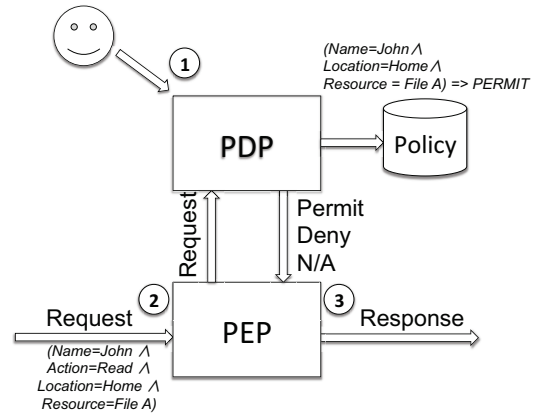 1
(Name=John ∧
Location=Home ∧
Resource = File A) => PERMIT
PDP
Policy
Request
Permit
Deny
N/A
2
3
Request
PEP
Response
(Name=John ∧
Action=Read ∧
Location=Home ∧
Resource=File A)